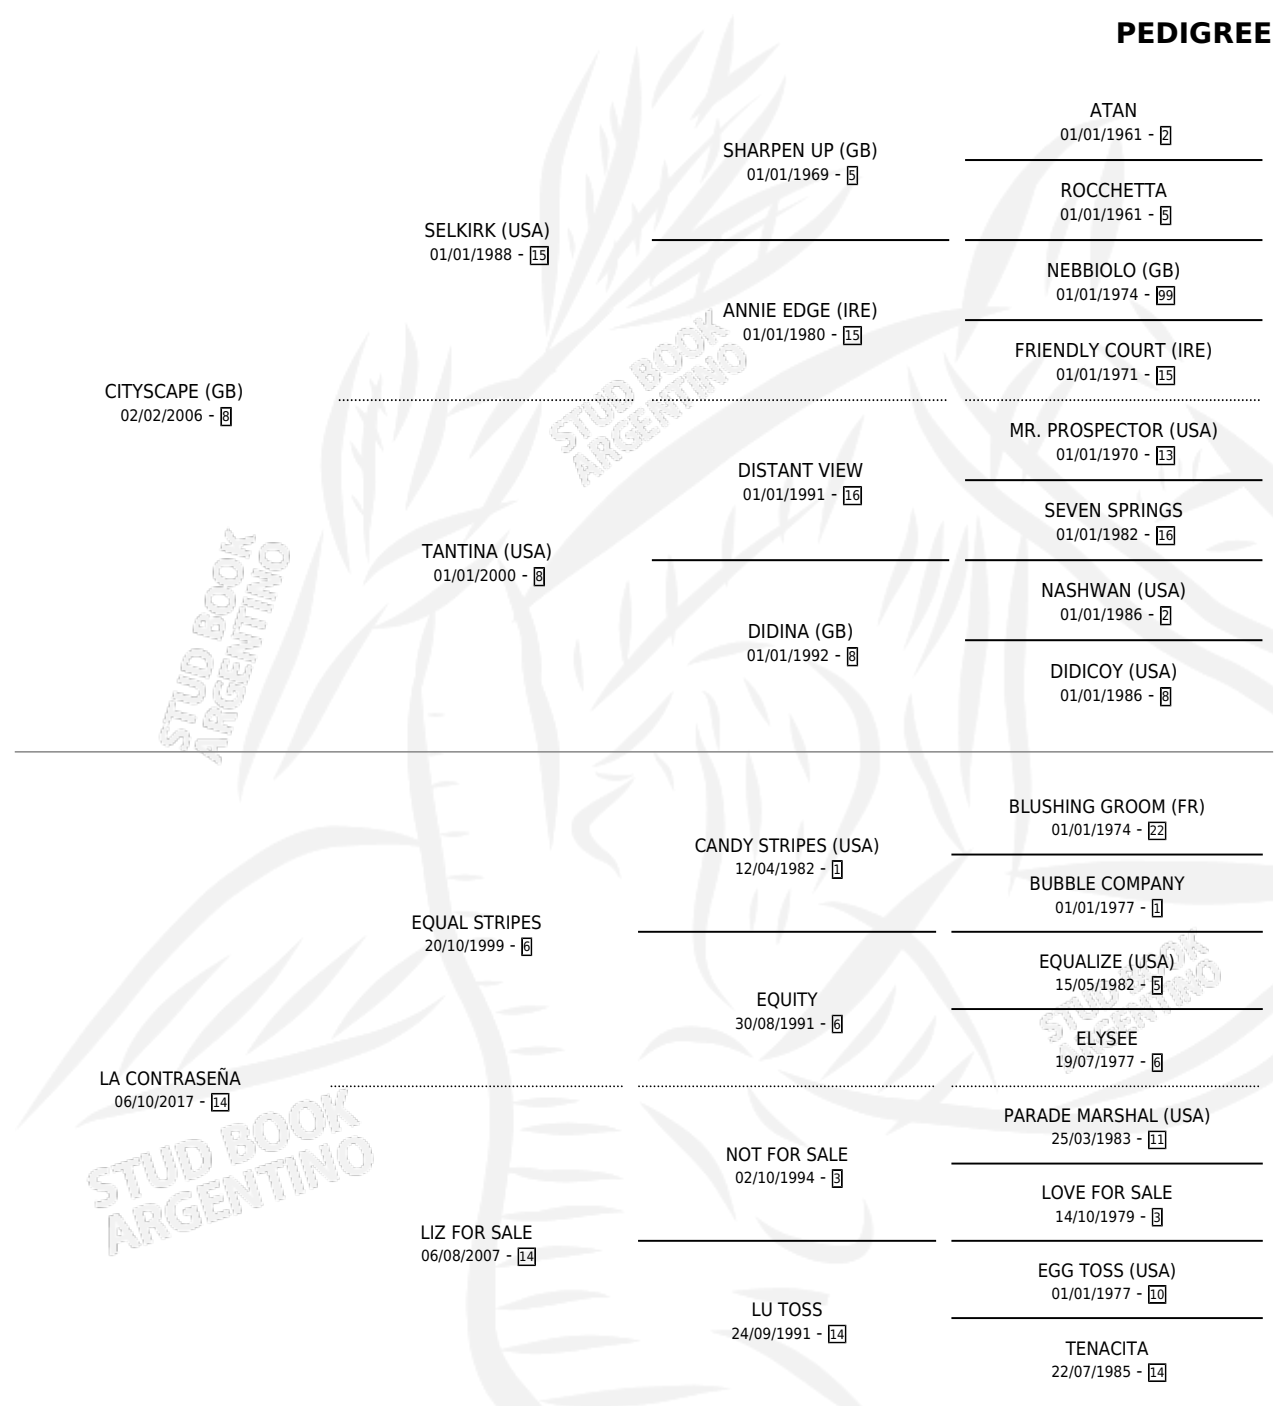 PEDIGREE
ATAN
01/01/1961 - 2
SHARPEN UP (GB)
01/01/1969 - 5
ROCCHETTA
01/01/1961 - 5
SELKIRK (USA)
01/01/1988 - 15
NEBBIOLO (GB)
01/01/1974 - 99
ANNIE EDGE (IRE)
01/01/1980 - 15
FRIENDLY COURT (IRE)
01/01/1971 - 15
CITYSCAPE (GB)
02/02/2006 - 8
STUD BOOK
ARGENTINO
MR. PROSPECTOR (USA)
01/01/1970 - 13
DISTANT VIEW
01/01/1991 - 16
SEVEN SPRINGS
01/01/1982 - 16
TANTINA (USA)
01/01/2000 - 8
NASHWAN (USA)
01/01/1986 - 2
DIDINA (GB)
01/01/1992 - 8
DIDICOY (USA)
01/01/1986 - 8
STUD BOOK
ARGENTINO
BLUSHING GROOM (FR)
01/01/1974 - 22
CANDY STRIPES (USA)
12/04/1982 - 1
BUBBLE COMPANY
01/01/1977 - 1
EQUAL STRIPES
20/10/1999 - 6
EQUALIZE (USA)
15/05/1982 - 5
STUD BOOK
ARGENTINO
EQUITY
30/08/1991 - 6
ELYSEE
19/07/1977 - 6
LA CONTRASEÑA
06/10/2017 - 14
STUD BOOK
ARGENTINO
PARADE MARSHAL (USA)
25/03/1983 - 11
NOT FOR SALE
02/10/1994 - 3
LOVE FOR SALE
14/10/1979 - 3
LIZ FOR SALE
06/08/2007 - 14
EGG TOSS (USA)
01/01/1977 - 10
LU TOSS
24/09/1991 - 14
TENACITA
22/07/1985 - 14